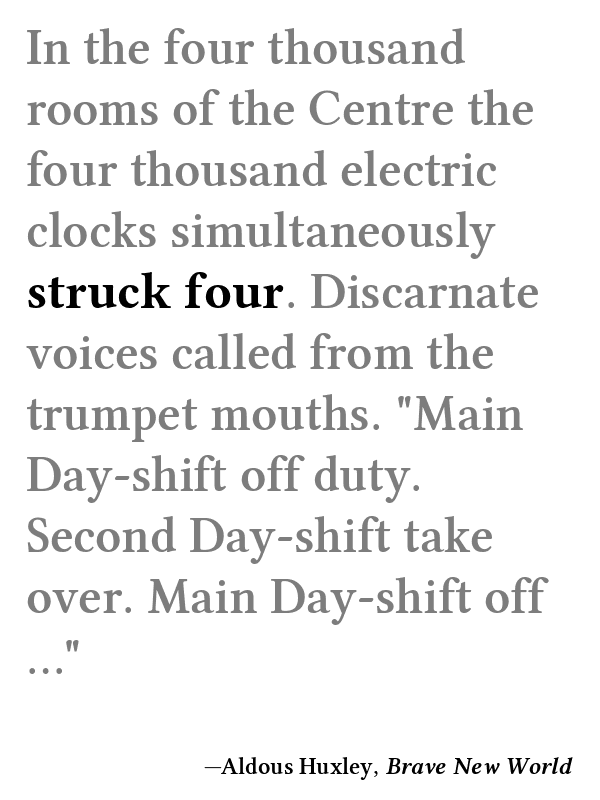 In the four thousand
rooms of the Centre the
four thousand electric
clocks simultaneously
struck four. Discarnate
voices called from the
trumpet mouths. "Main
Day-shift off duty.
Second Day-shift take
over. Main Day-shift off
…"
—Aldous Huxley, Brave New World